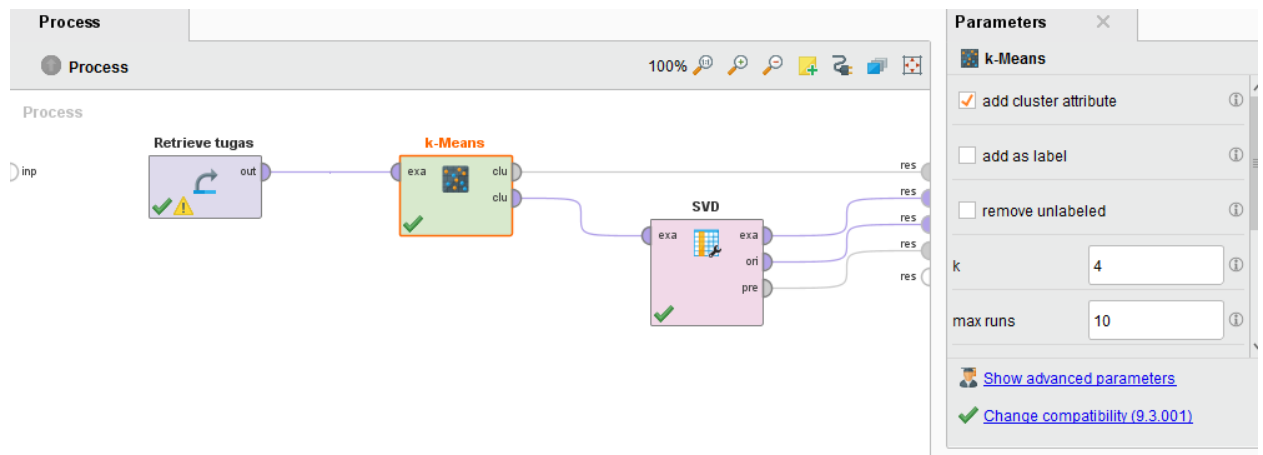 Process
Process
100%
Process
inp
Retrieve tugas
out
k-Means
exa
clu
clu
SVD
exa
exa
ori
pre
res
res
res
res
res
Parameters
k-Means
add cluster attribute
add as label
remove unlabeled
k
4
max runs
10
Show advanced parameters
Change compatibility (9.3.001)